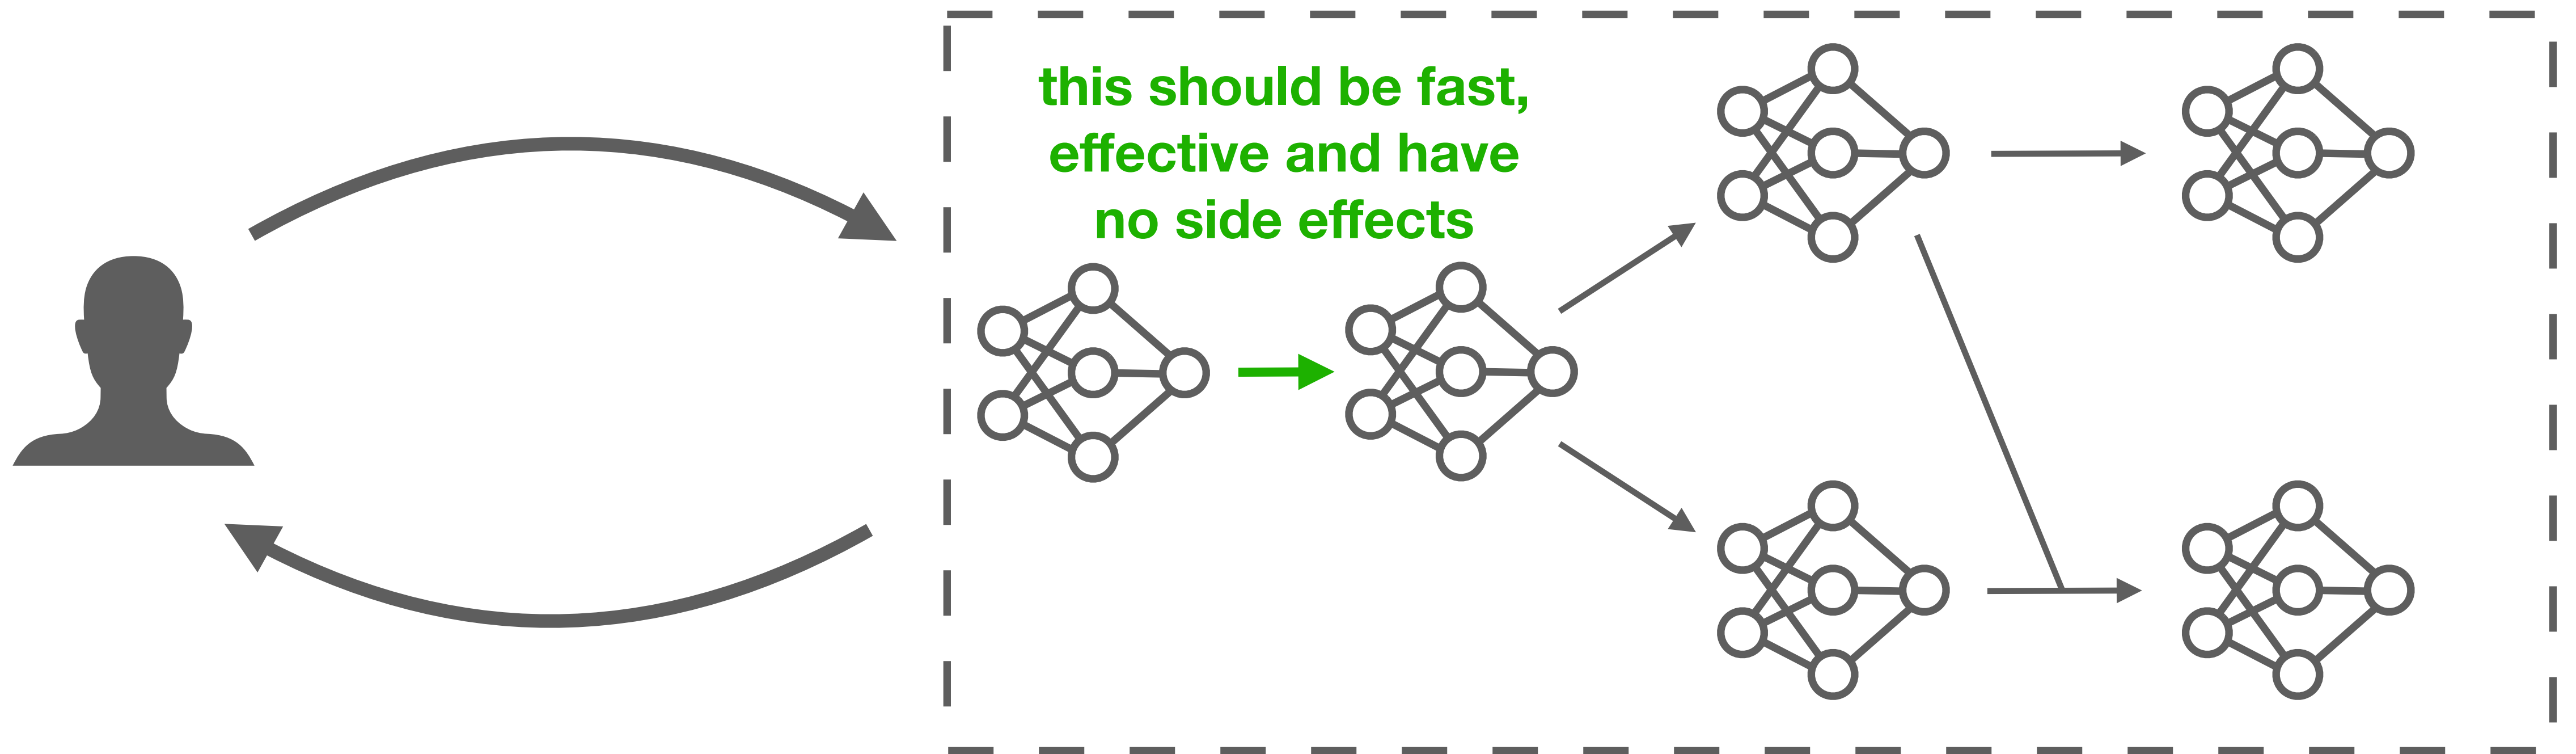 this should be fast,
effective and have
no side effects